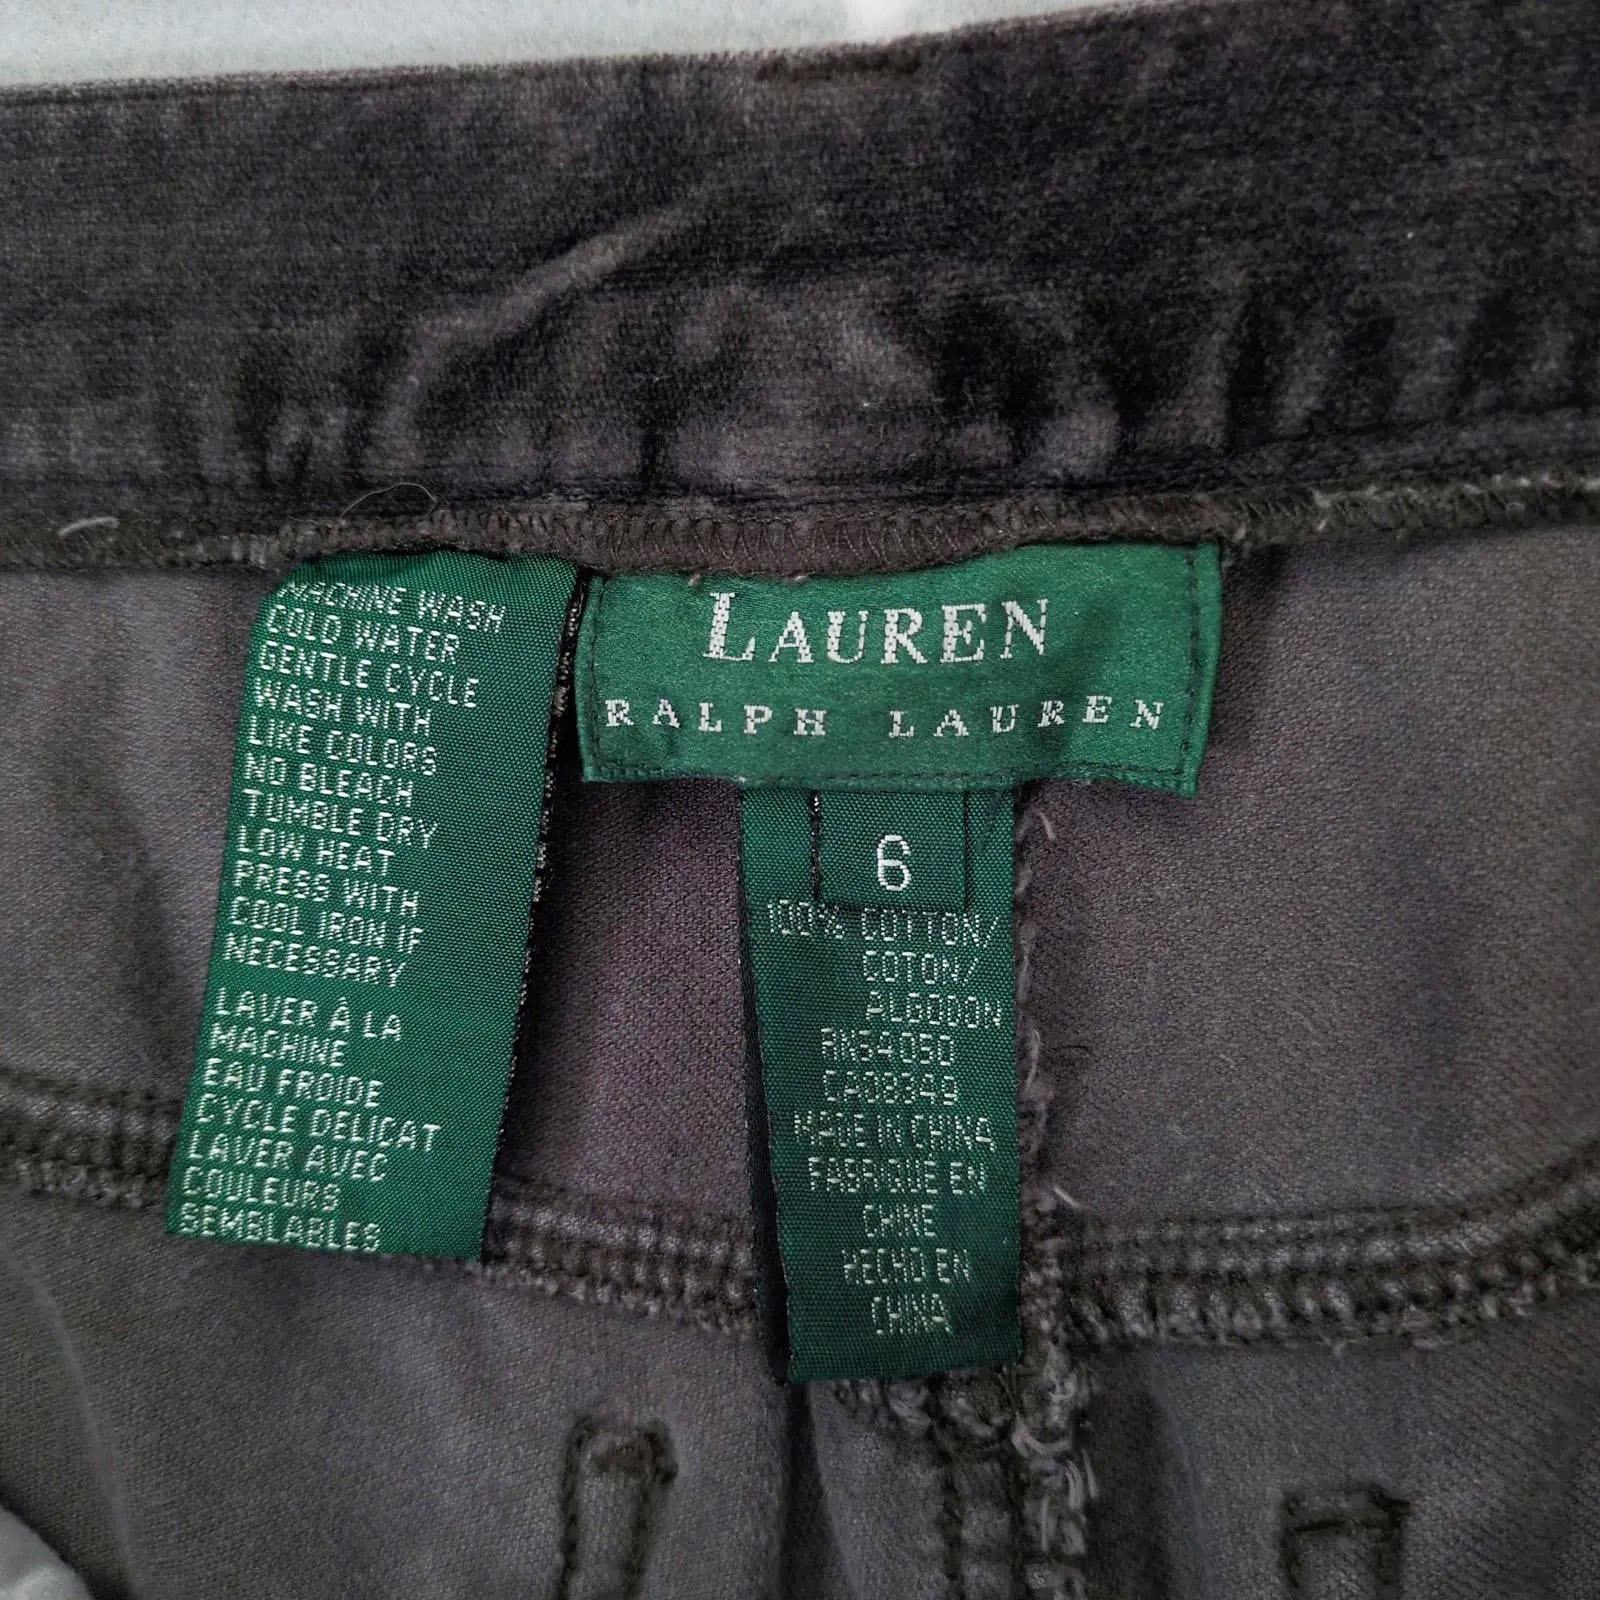 MACHINE WASH
COLD WATER
GENTLE CYCLE
WASH WITH
LIKE COLORS
NO BLEACH
TUMBLE DRY
LOW HEAT
PRESS WITH
COOL IRON IF
NECESSARY
LAVER À LA
MACHINE
EAU FROIDE
CYCLE DELICAT
LAVER AVEC
COULEURS
SEMBLABLES
LAUREN
RALPH LAUREN
6
100% COTTON/
COTON/
ALGODON
RN64050
CA08349
MADE IN CHINA
FABRIQUE EN
CHINE
HECHO EN
CHINA